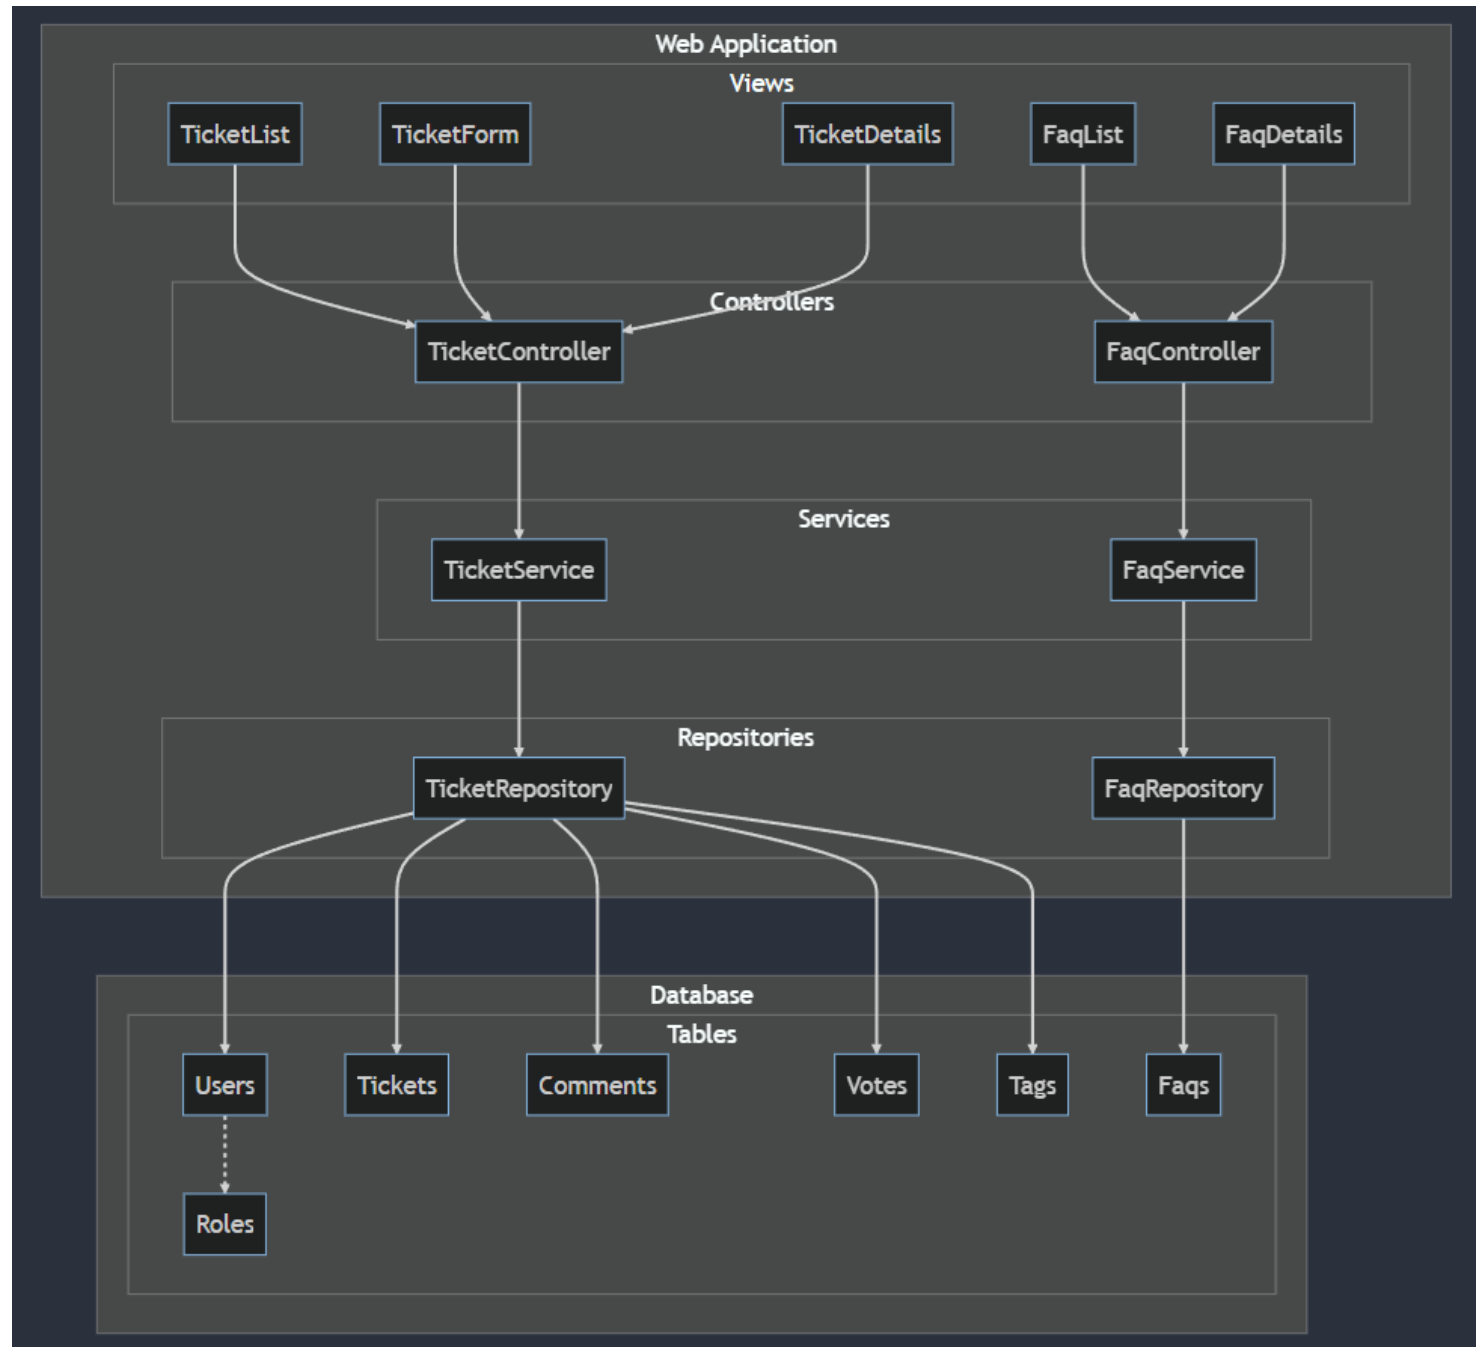 Web Application
Views
TicketList
TicketForm
TicketDetails
FaqList
FaqDetails
Controllers
TicketController
FaqController
Services
TicketService
FaqService
Repositories
TicketRepository
FaqRepository
Database
Tables
Users
Tickets
Comments
Votes
Tags
Faqs
Roles